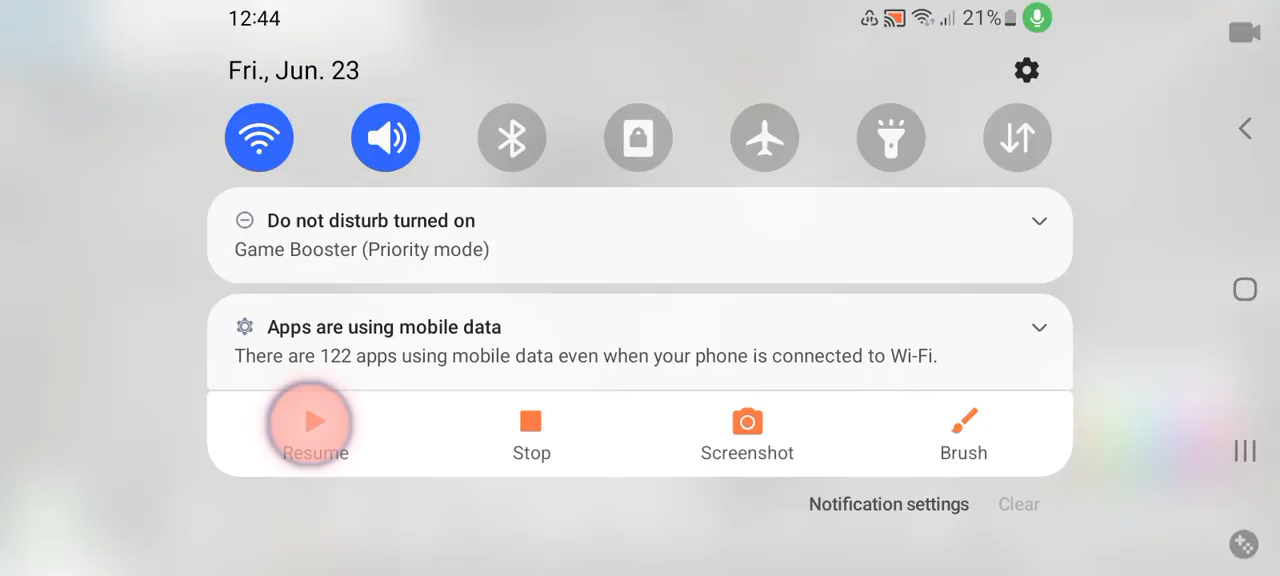 12:44
21%
Fri., Jun. 23
Do not disturb turned on
Game Booster (Priority mode)
Apps are using mobile data
There are 122 apps using mobile data even when your phone is connected to Wi-Fi.
Resume
Stop
Screenshot
Brush
Notification settings
Clear